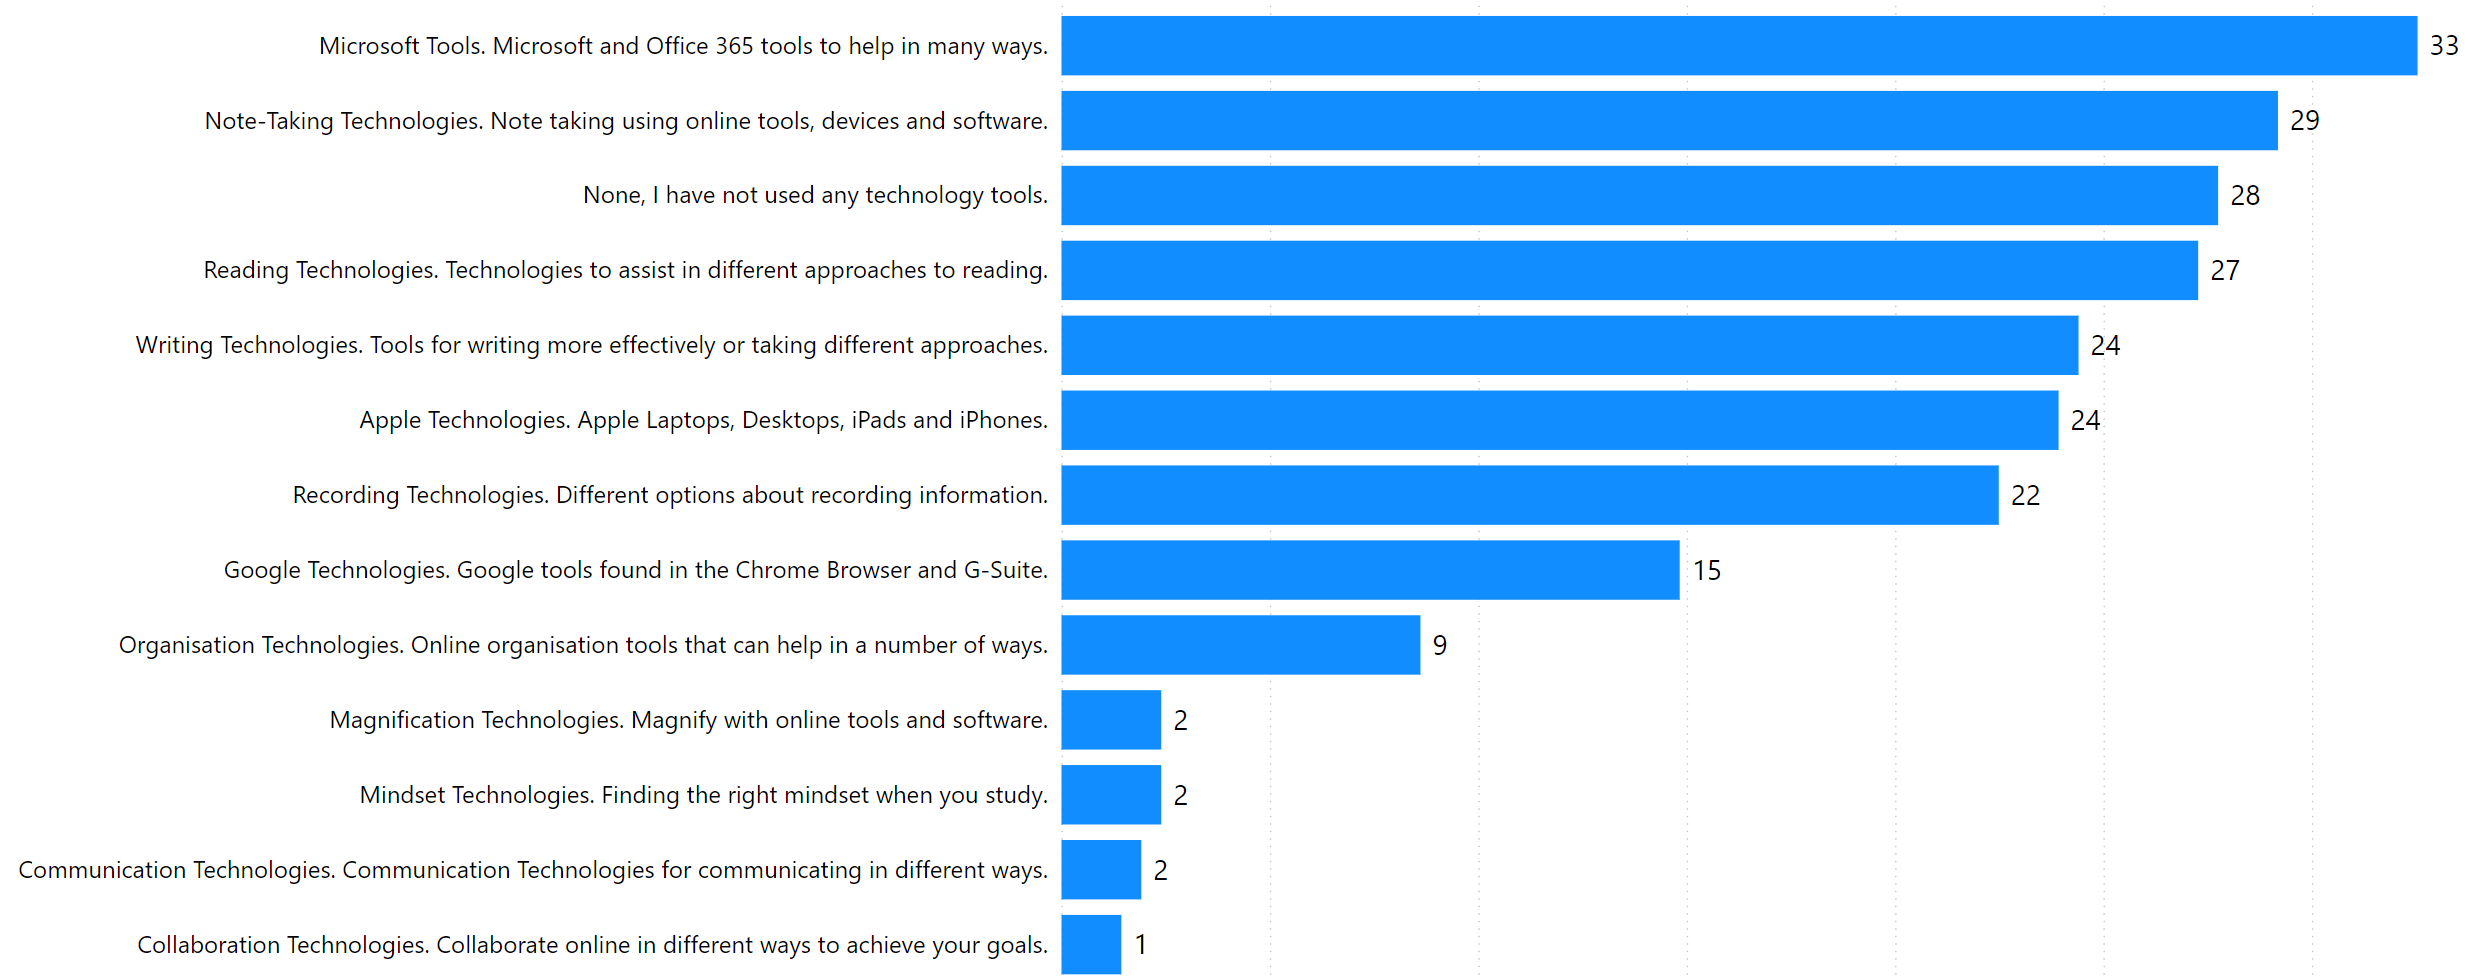 Microsoft Tools. Microsoft and Office 365 tools to help in many ways. 33
Note-Taking Technologies. Note taking using online tools, devices and software. 29
None, I have not used any technology tools. 28
Reading Technologies. Technologies to assist in different approaches to reading. 27
Writing Technologies. Tools for writing more effectively or taking different approaches. 24
Apple Technologies. Apple Laptops, Desktops, iPads and iPhones. 24
Recording Technologies. Different options about recording information. 22
Google Technologies. Google tools found in the Chrome Browser and G-Suite. 15
Organisation Technologies. Online organisation tools that can help in a number of ways. 9
Magnification Technologies. Magnify with online tools and software. 2
Mindset Technologies. Finding the right mindset when you study. 2
Communication Technologies. Communication Technologies for communicating in different ways. 2
Collaboration Technologies. Collaborate online in different ways to achieve your goals. 1